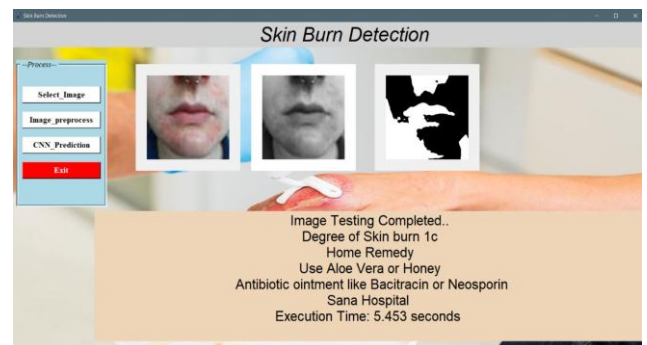 Skin Burn Detection
Skin Burn Detection
--Process--
Select_Image
Image_preprocess
CNN_Prediction
Exit
Image Testing Completed..
Degree of Skin burn 1c
Home Remedy
Use Aloe Vera or Honey
Antibiotic ointment like Bacitracin or Neosporin
Sana Hospital
Execution Time: 5.453 seconds